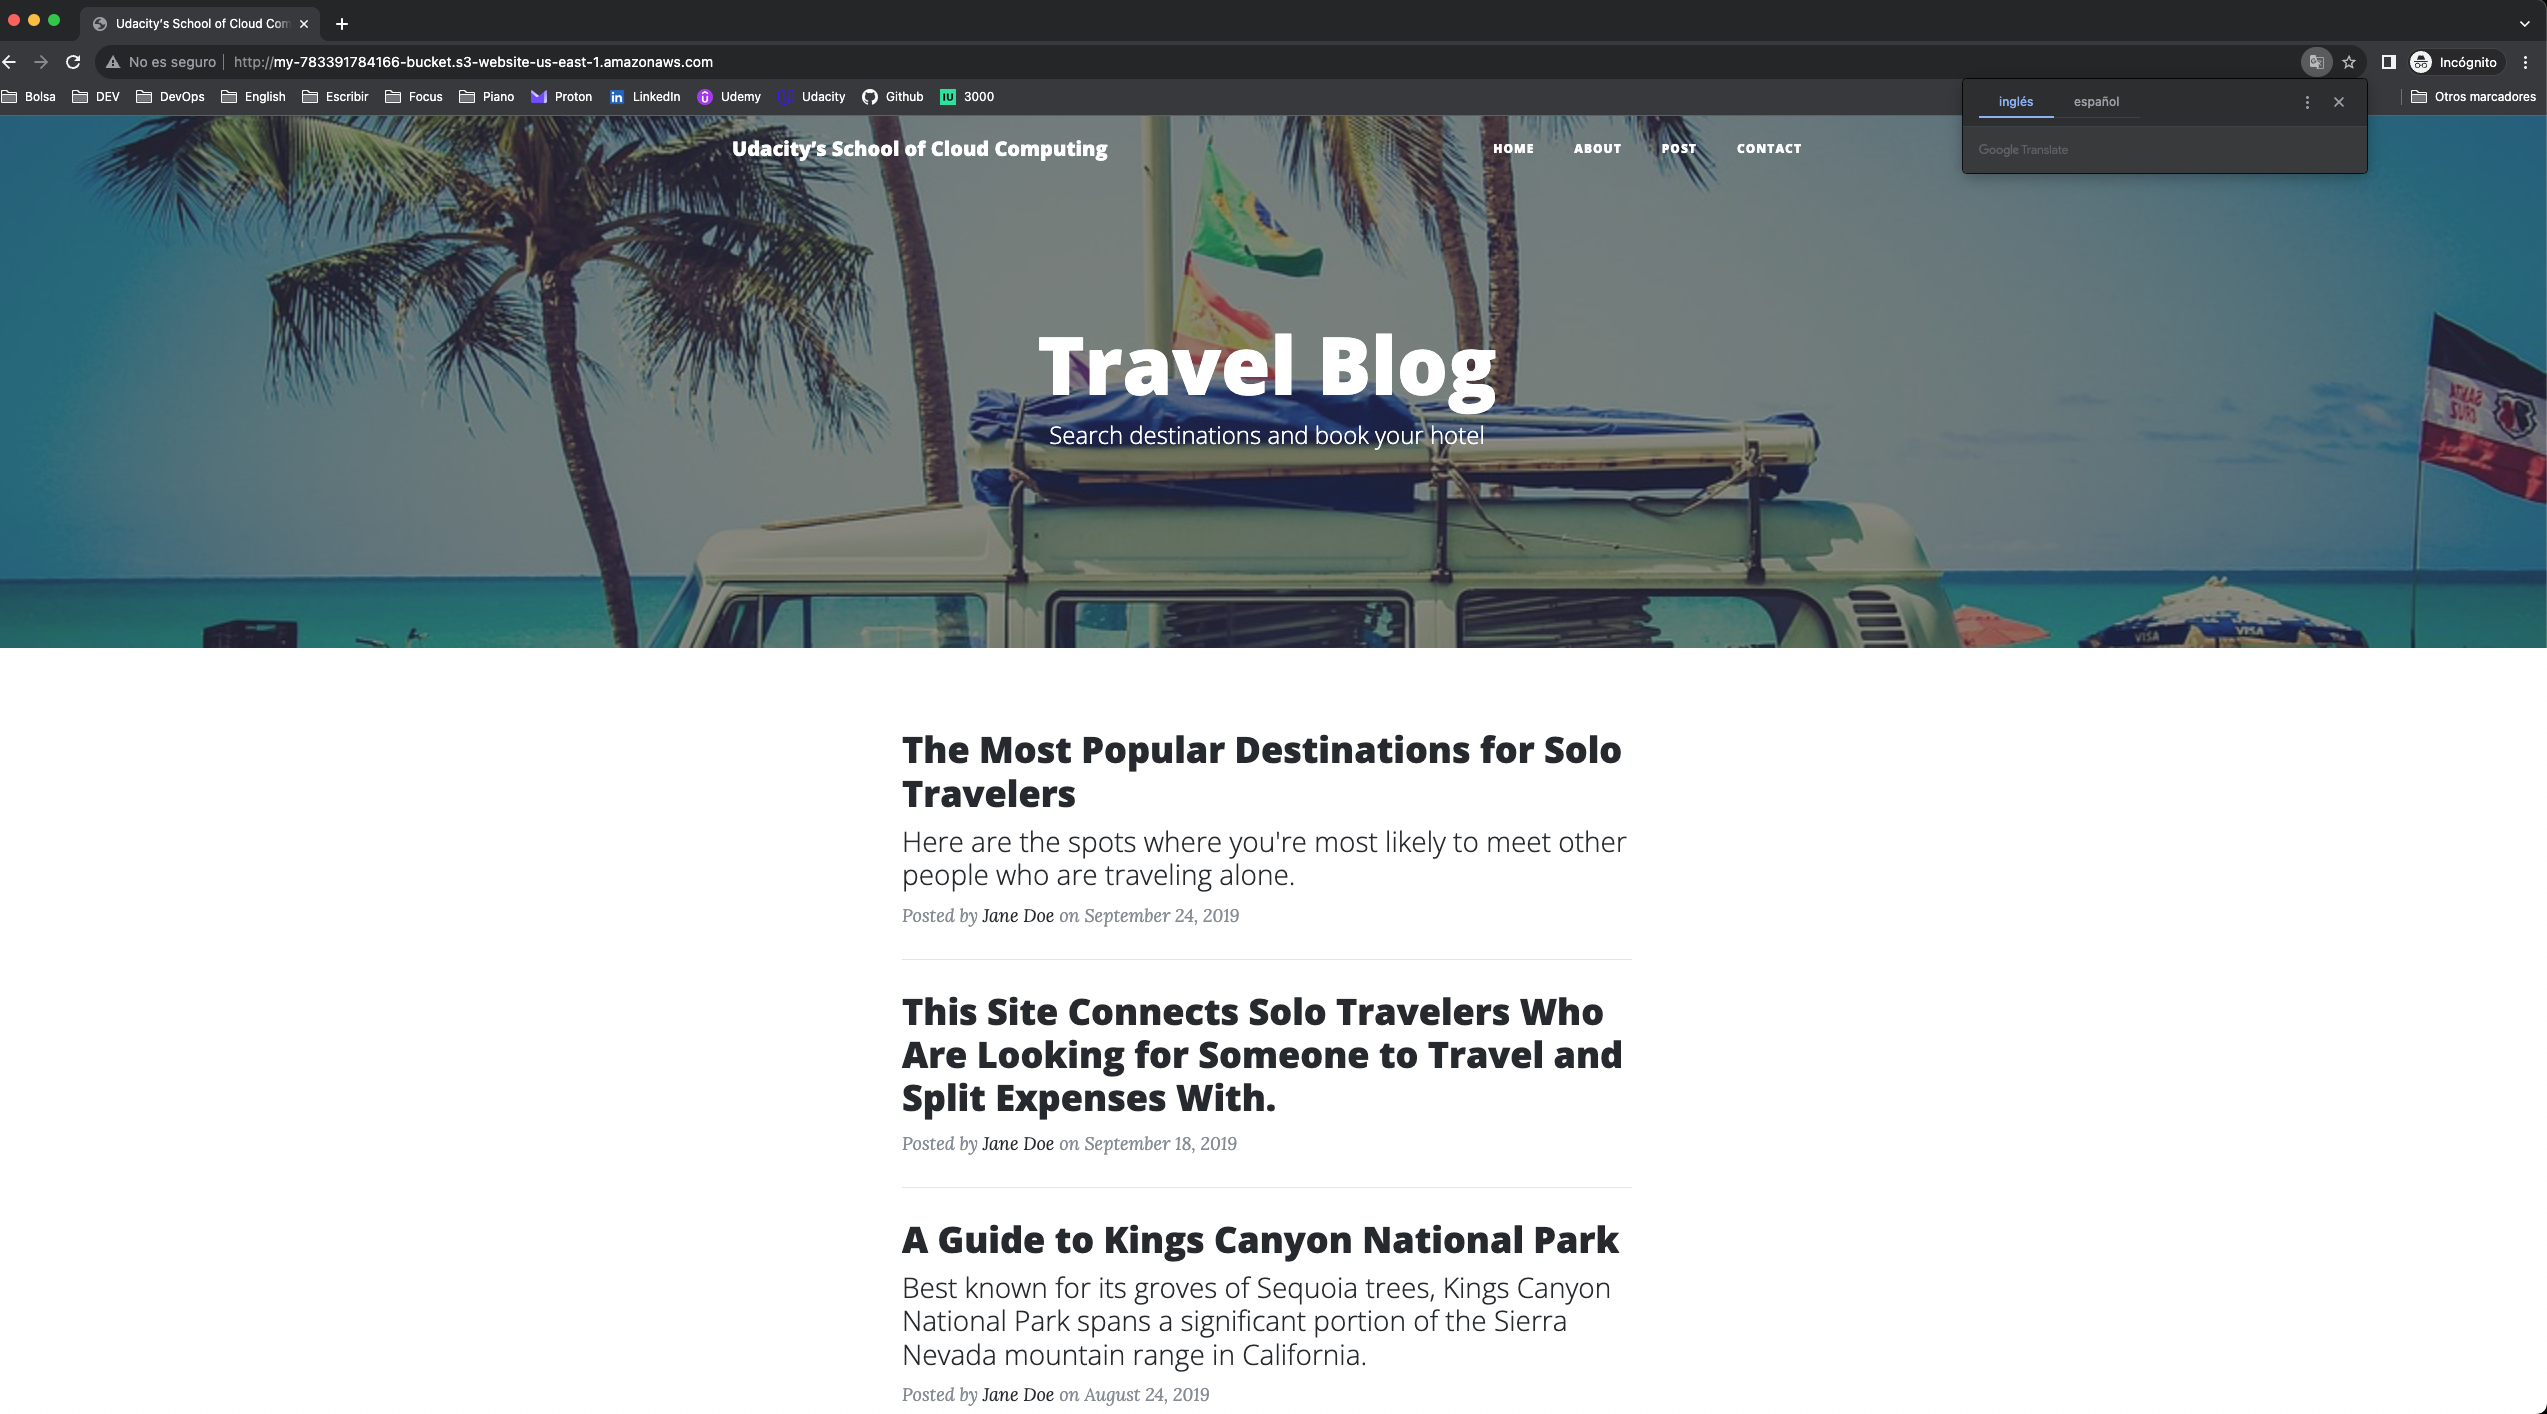 Udacity's School of Cloud Com
No es seguro http://my-783391784166-bucket.s3-website-us-east-1.amazonaws.com Incógnito
Bolsa DEV DevOps English Escribir Focus Piano Proton LinkedIn Udemy Udacity Github IU 3000 Otros marcadores
inglés español
Google Translate
Udacity's School of Cloud Computing HOME ABOUT POST CONTACT
Travel Blog
Search destinations and book your hotel
SANTA
CRUZ
VISA VISA
The Most Popular Destinations for Solo
Travelers
Here are the spots where you're most likely to meet other
people who are traveling alone.
Posted by Jane Doe on September 24, 2019
This Site Connects Solo Travelers Who
Are Looking for Someone to Travel and
Split Expenses With.
Posted by Jane Doe on September 18, 2019
A Guide to Kings Canyon National Park
Best known for its groves of Sequoia trees, Kings Canyon
National Park spans a significant portion of the Sierra
Nevada mountain range in California.
Posted by Jane Doe on August 24, 2019